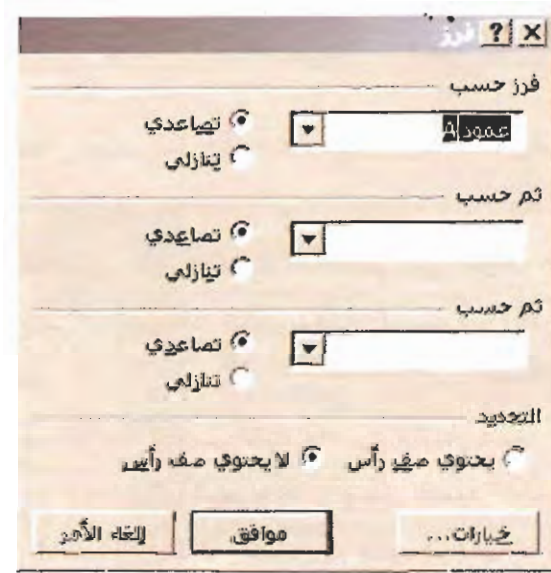 فرز
فرز حسب
عمود A
تصاعدي
تنازلي
ثم حسب
تصاعدي
تنازلي
ثم حسب
تصاعدي
تنازلي
التحديد
يحتوي صف رأس لا يحتوي صف رأس
خيارات... موافق إلغاء الأمر